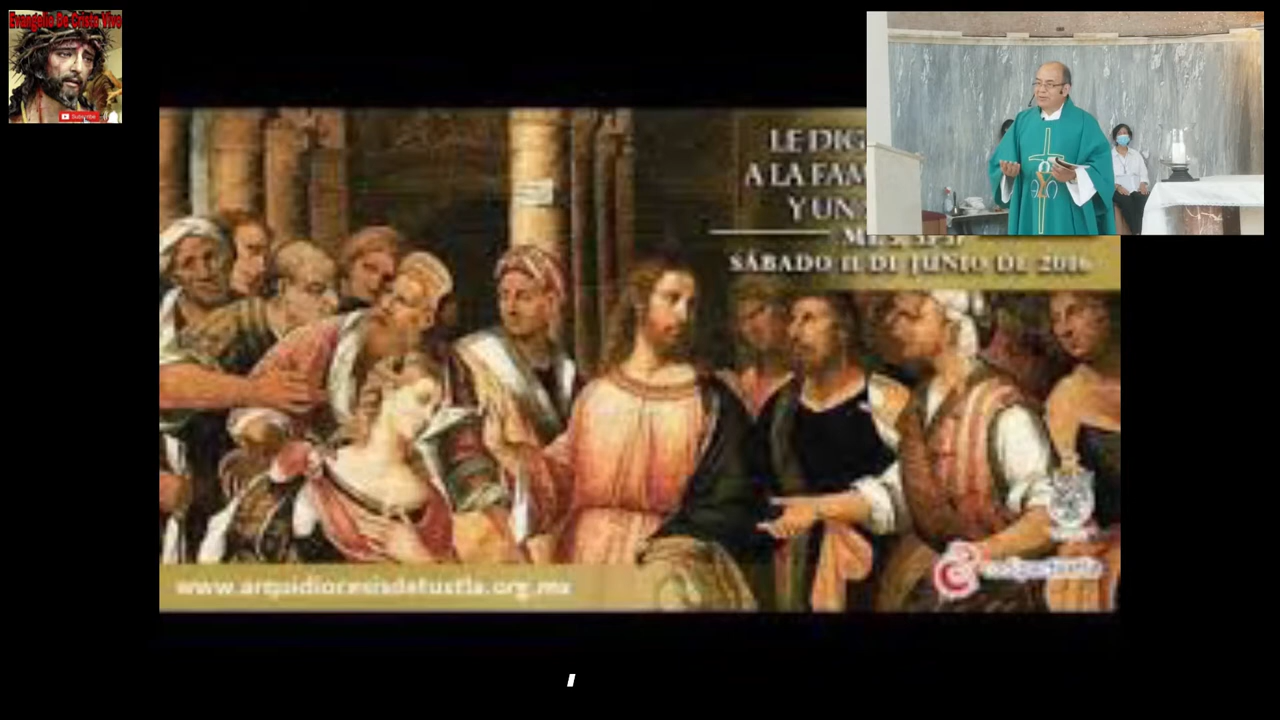 Evangelio De Cristo Vivo
Subscribe
LE DIG
A LA FAM
Y UN
SÁBADO 11 DE JUNIO DE 2016
www.arquidiocesisdetuxtla.org.mx
,